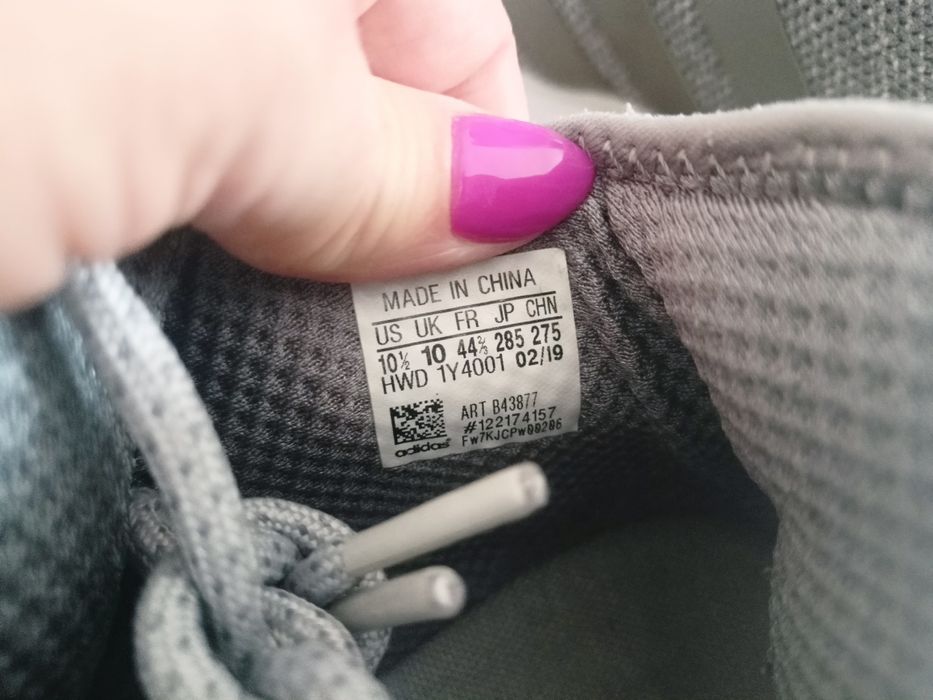 MADE IN CHINA
US UK FR JP CHN
10½ 10 44⅔ 285 275
HWD 1Y4001 02/19
ART B43877
#122174157
FW7KJCPW00206
adidas